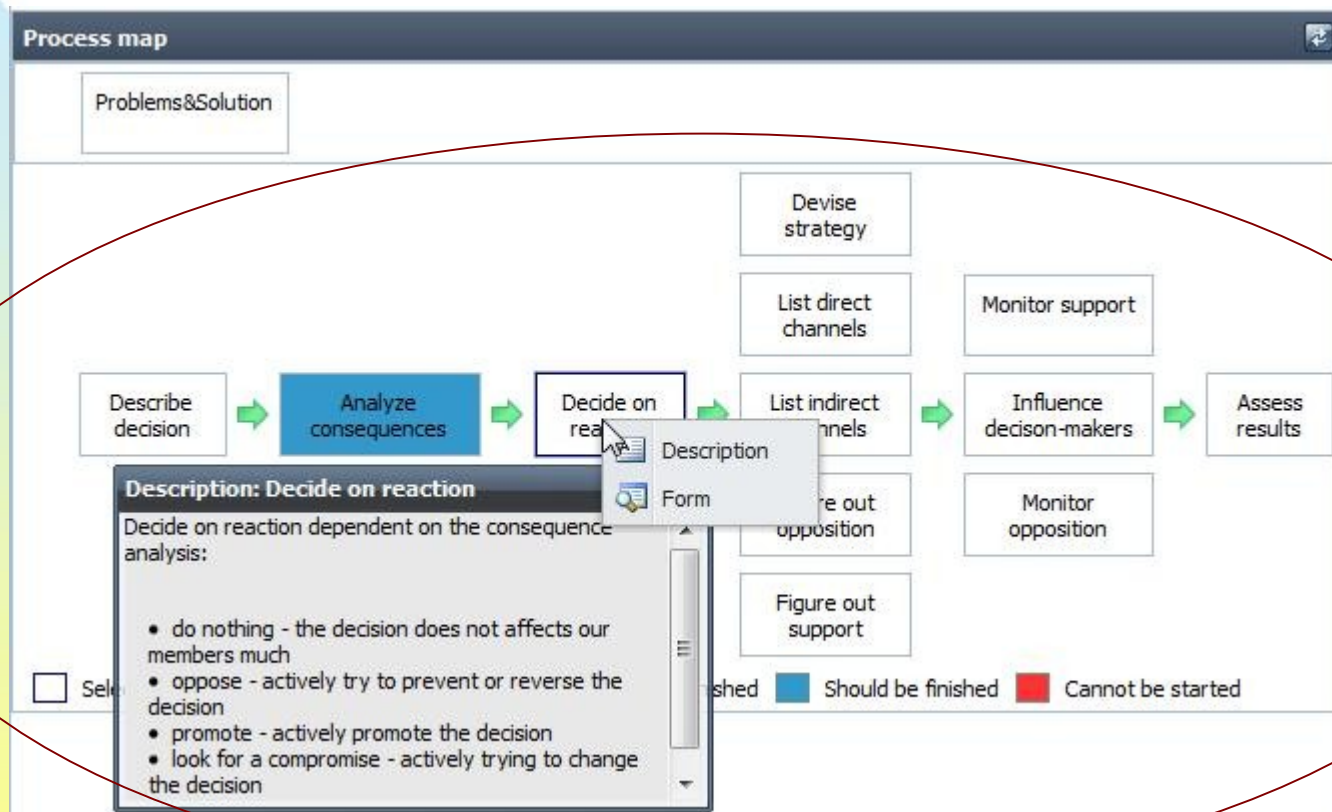 Process map
Problems&Solution
Devise
strategy
List direct
channels
Monitor support
Describe
decision
Analyze
consequences
Decide on
List indirect
Influence
decison-makers
Assess
results
Description
Form
Description: Decide on reaction
Decide on reaction dependent on the consequence
analysis:
• do nothing - the decision does not affects our
members much
• oppose - actively try to prevent or reverse the
decision
• promote - actively promote the decision
• look for a compromise - actively trying to change
the decision
out
opposition
Monitor
opposition
Figure out
support
Should be finished
Cannot be started